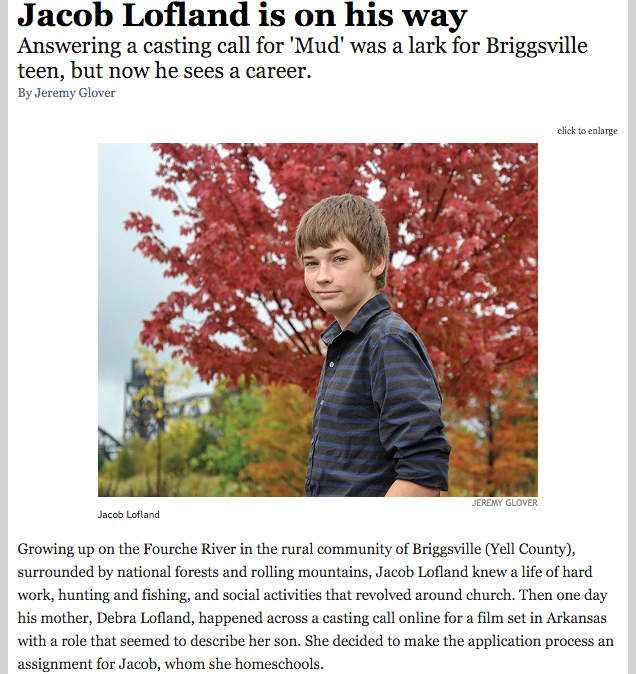 Jacob Lofland is on his way
Answering a casting call for 'Mud' was a lark for Briggsville
teen, but now he sees a career.
By Jeremy Glover
click to enlarge
JEREMY GLOVER
Jacob Lofland
Growing up on the Fourche River in the rural community of Briggsville (Yell County),
surrounded by national forests and rolling mountains, Jacob Lofland knew a life of hard
work, hunting and fishing, and social activities that revolved around church. Then one day
his mother, Debra Lofland, happened across a casting call online for a film set in Arkansas
with a role that seemed to describe her son. She decided to make the application process an
assignment for Jacob, whom she homeschools.